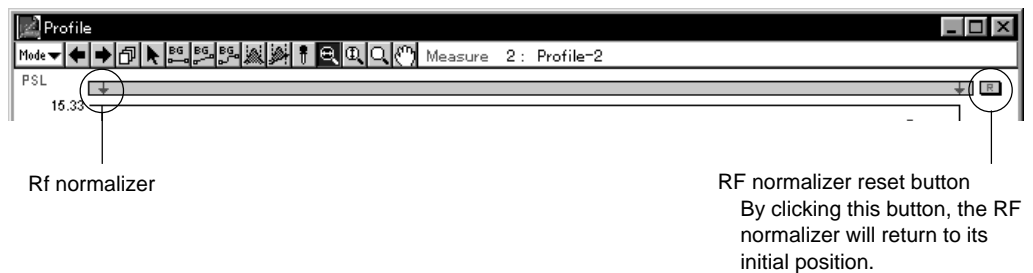 Profile
Mode BG BG BG Measure 2: Profile-2
PSL
R
15.33
Rf normalizer
RF normalizer reset button
By clicking this button, the RF
normalizer will return to its
initial position.